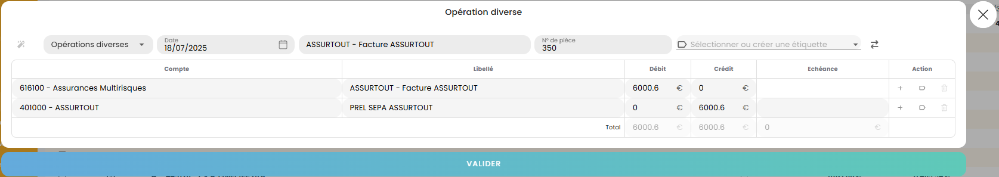 Opération diverse
Opérations diverses
Date
18/07/2025
ASSURTOUT - Facture ASSURTOUT
N° de pièce
350
Sélectionner ou créer une étiquette
Compte Libellé Débit Crédit Echéance Action
616100 - Assurances Multirisques ASSURTOUT - Facture ASSURTOUT 6000.6 € 0 €
401000 - ASSURTOUT PREL SEPA ASSURTOUT 0 € 6000.6 €
Total 6000.6 € 6000.6 € 0 €
VALIDER